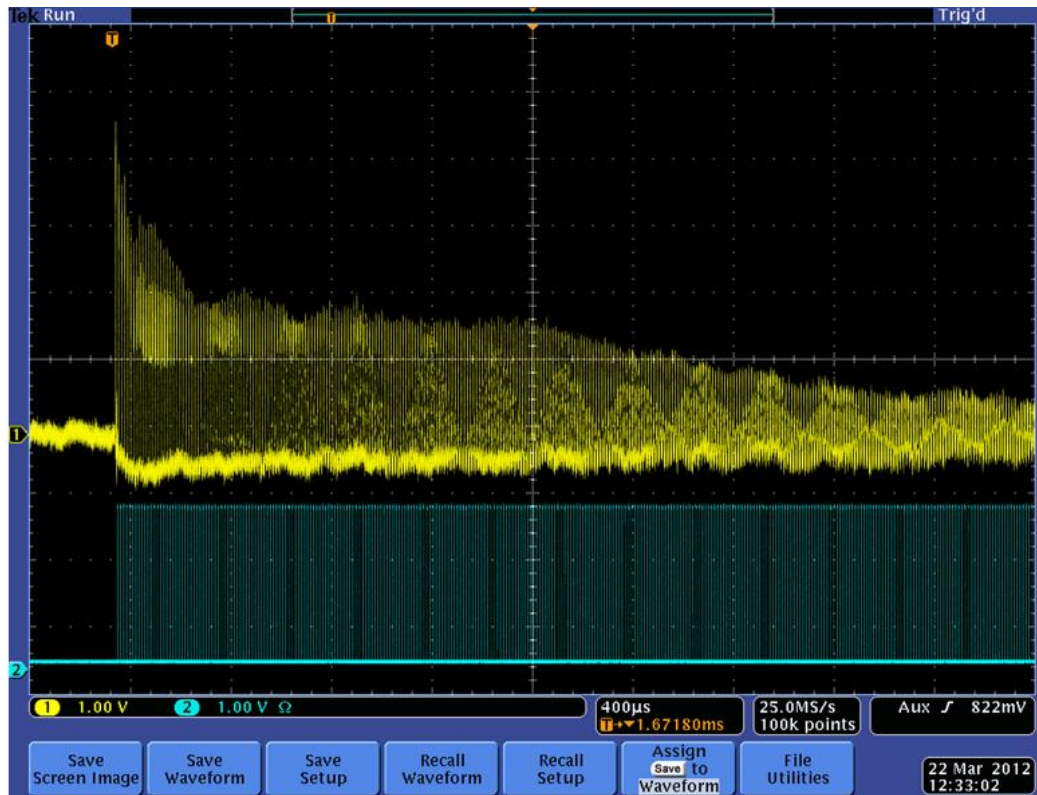 Tek Run
Trig'd
T
T
1
2
1 1.00 V 2 1.00 V Ω
400µs
T→▼1.67180ms
25.0MS/s
100k points
Aux ƒ 822mV
Save
Screen Image
Save
Waveform
Save
Setup
Recall
Waveform
Recall
Setup
Assign
Save to
Waveform
File
Utilities
22 Mar 2012
12:33:02